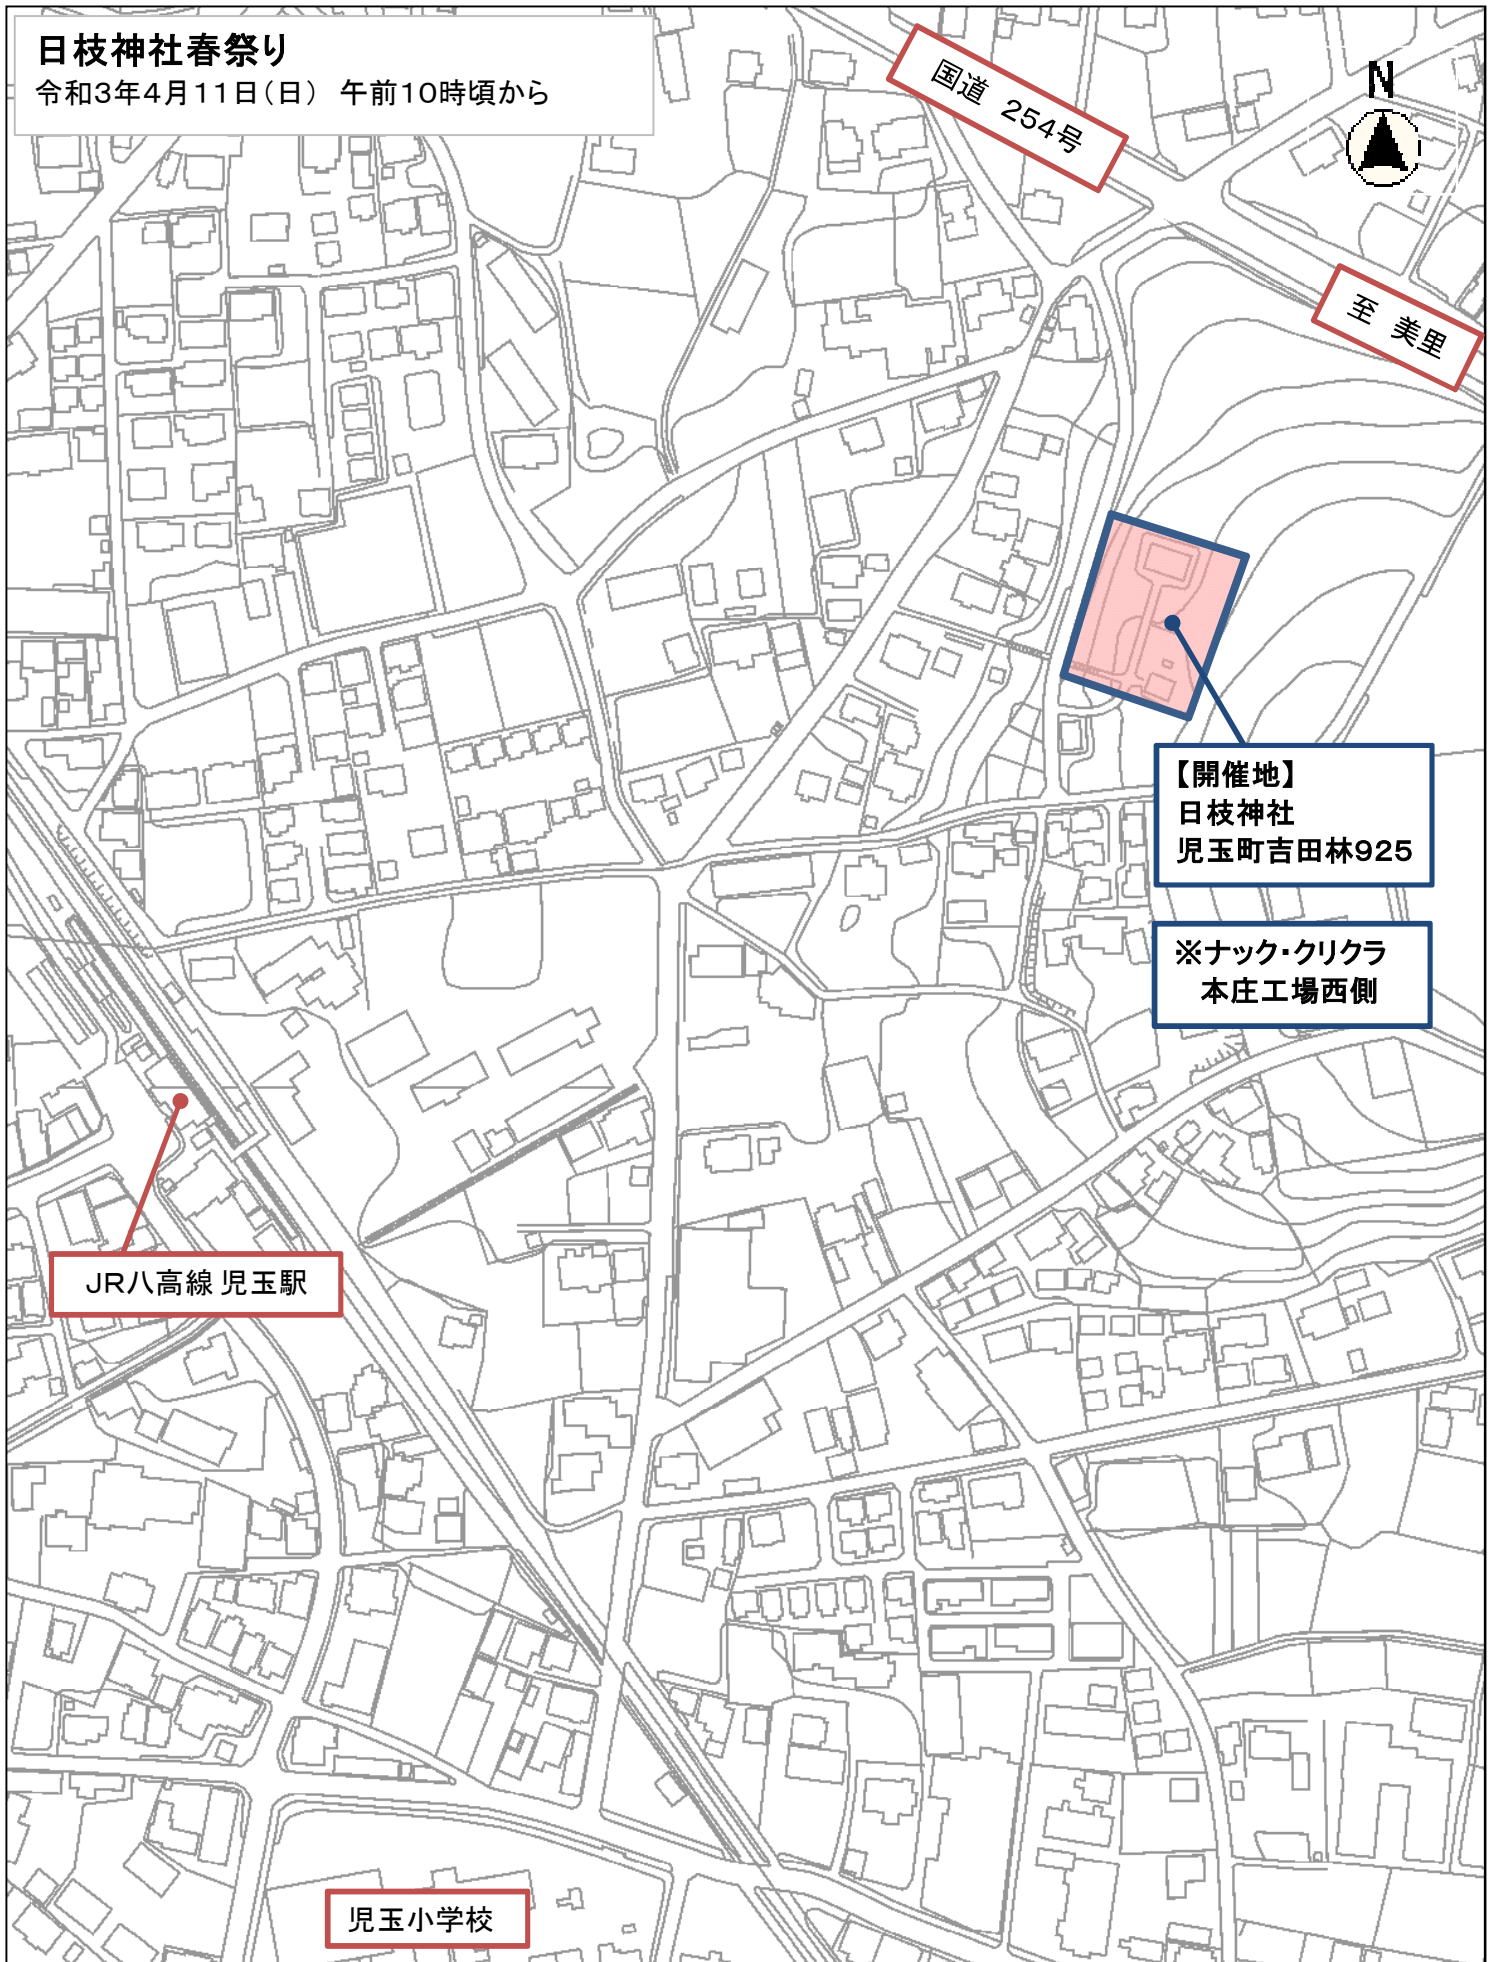 日枝神社春祭り
令和3年4月11日(日) 午前10時頃から
国道 254号
N
至 美里
【開催地】
日枝神社
児玉町吉田林925
※ナック・クリクラ
本庄工場西側
JR八高線 児玉駅
児玉小学校